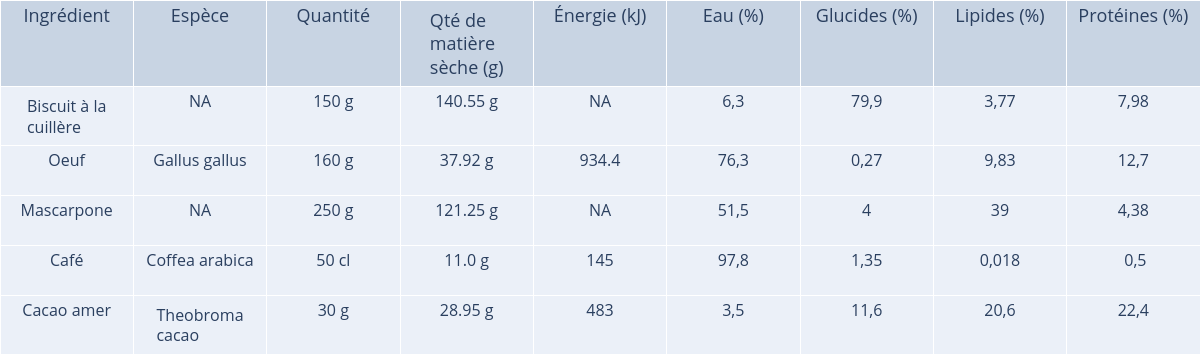 Ingrédient Espèce Quantité Qté de matière sèche (g) Énergie (kJ) Eau (%) Glucides (%) Lipides (%) Protéines (%)
Biscuit à la cuillère NA 150 g 140.55 g NA 6,3 79,9 3,77 7,98
Oeuf Gallus gallus 160 g 37.92 g 934.4 76,3 0,27 9,83 12,7
Mascarpone NA 250 g 121.25 g NA 51,5 4 39 4,38
Café Coffea arabica 50 cl 11.0 g 145 97,8 1,35 0,018 0,5
Cacao amer Theobroma cacao 30 g 28.95 g 483 3,5 11,6 20,6 22,4